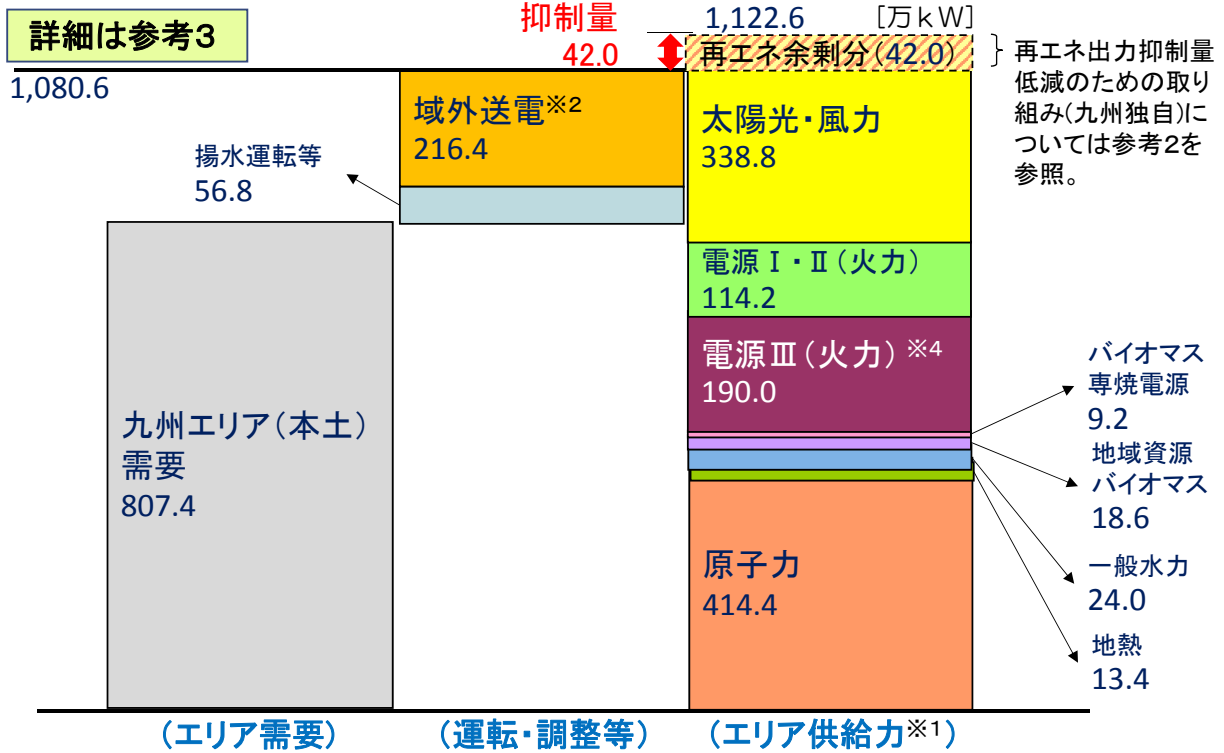 詳細は参考3
抑制量
42.0
1,122.6
[万kW]
再エネ余剰分(42.0)
再エネ出力抑制量
低減のための取り
組み(九州独自)に
ついては参考2を
参照。
1,080.6
域外送電※2
216.4
揚水運転等
56.8
太陽光・風力
338.8
電源Ⅰ・Ⅱ(火力)
114.2
電源Ⅲ(火力)※4
190.0
九州エリア(本土)
需要
807.4
原子力
414.4
バイオマス
専焼電源
9.2
地域資源
バイオマス
18.6
一般水力
24.0
地熱
13.4
(エリア需要)
(運転・調整等)
(エリア供給力※1)